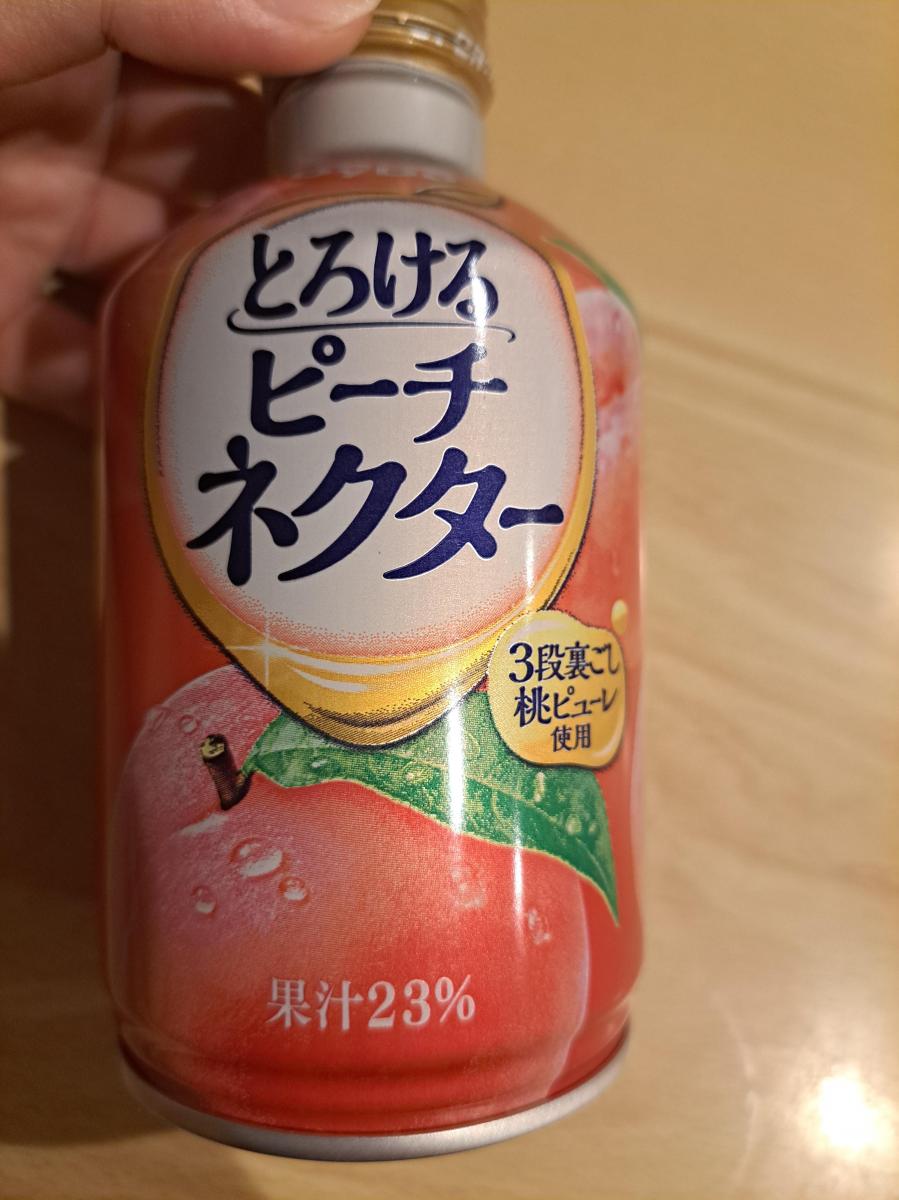 とろける
ピーチ
ネクター
3段裏ごし
桃ピューレ
使用
果汁23%